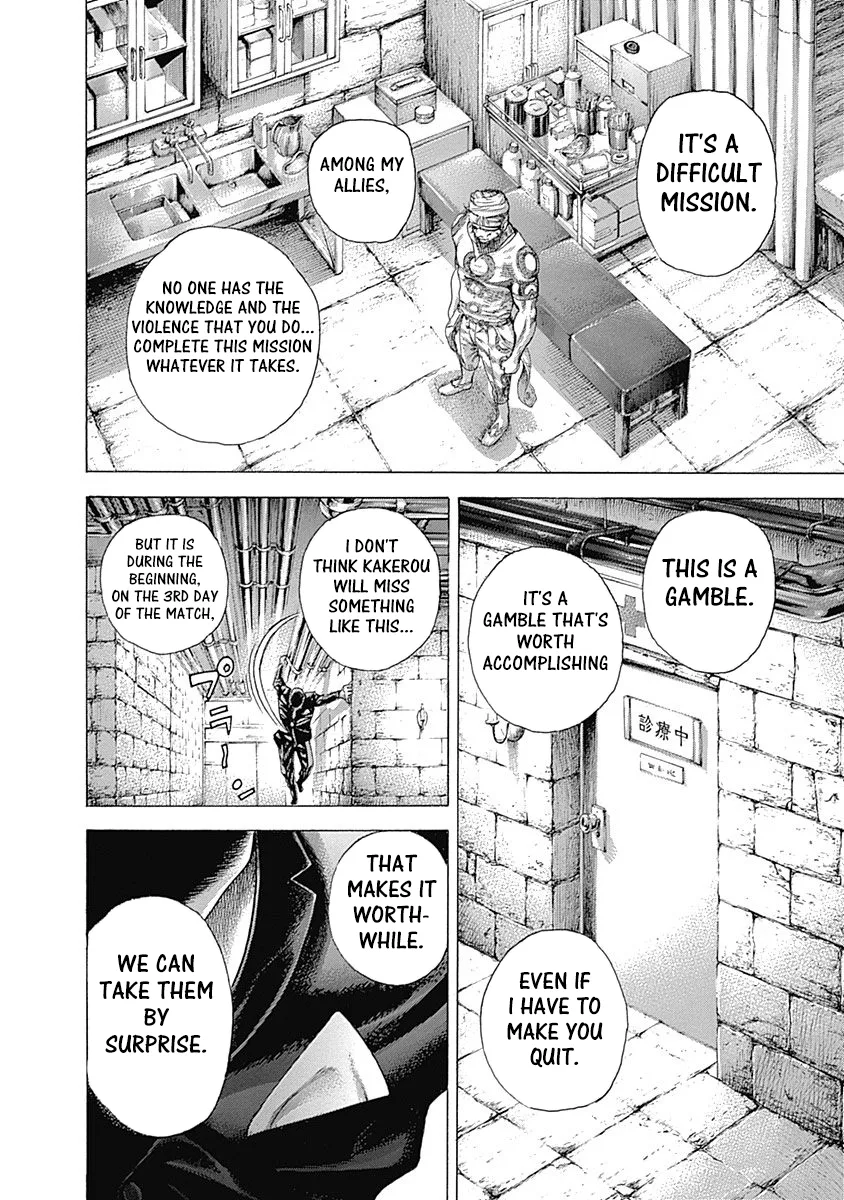 IT'S A
DIFFICULT
MISSION.
AMONG MY
ALLIES,
NO ONE HAS THE
KNOWLEDGE AND THE
VIOLENCE THAT YOU DO...
COMPLETE THIS MISSION
WHATEVER IT TAKES.
THIS IS A
GAMBLE.
IT'S A
GAMBLE THAT'S
WORTH
ACCOMPLISHING
診療中
EVEN IF
I HAVE TO
MAKE YOU
QUIT.
I DON'T
THINK KAKEROU
WILL MISS
SOMETHING
LIKE THIS...
BUT IT IS
DURING THE
BEGINNING,
ON THE 3RD DAY
OF THE MATCH,
プラーン
THAT
MAKES IT
WORTH-
WHILE.
WE CAN
TAKE THEM
BY
SURPRISE.